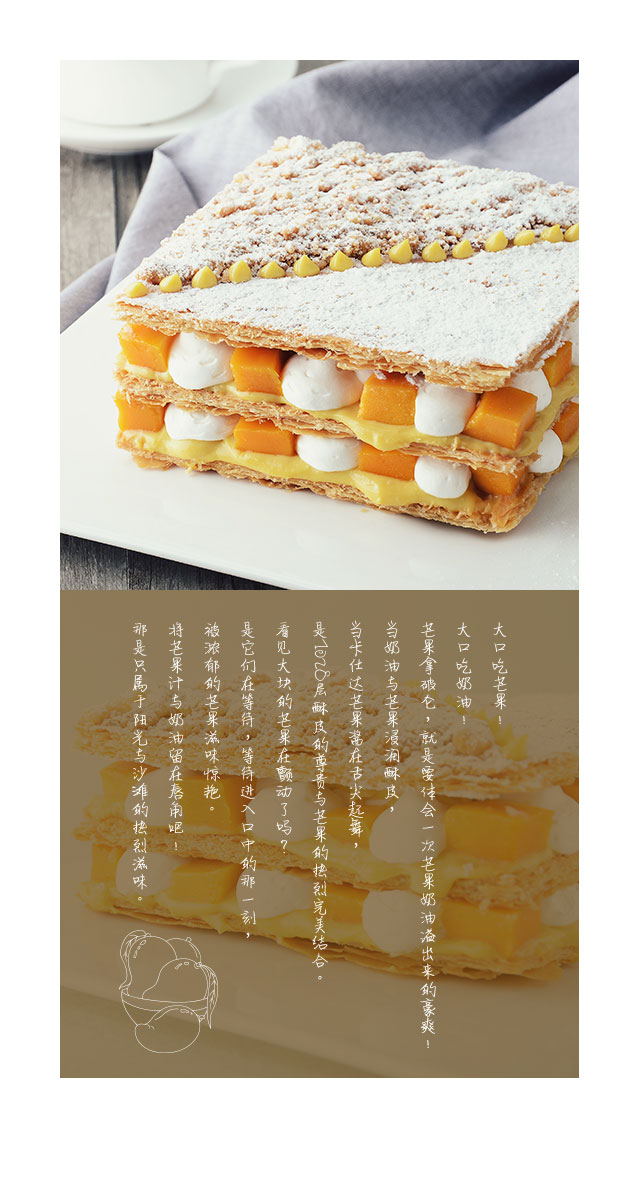 大口吃芒果！
大口吃奶油！
芒果拿破仑，就是要体会一次芒果奶油溢出来的豪爽！
当奶油与芒果浸润酥皮，
当卡仕达芒果酱在舌尖起舞，
是1028层酥皮的尊贵与芒果的热烈完美结合。
看见大块的芒果在颤动了吗？
是它们在等待，等待进入口中的那一刻，
被浓郁的芒果滋味惊艳。
将芒果汁与奶油留在唇角吧！
那是只属于阳光与沙滩的热烈滋味。